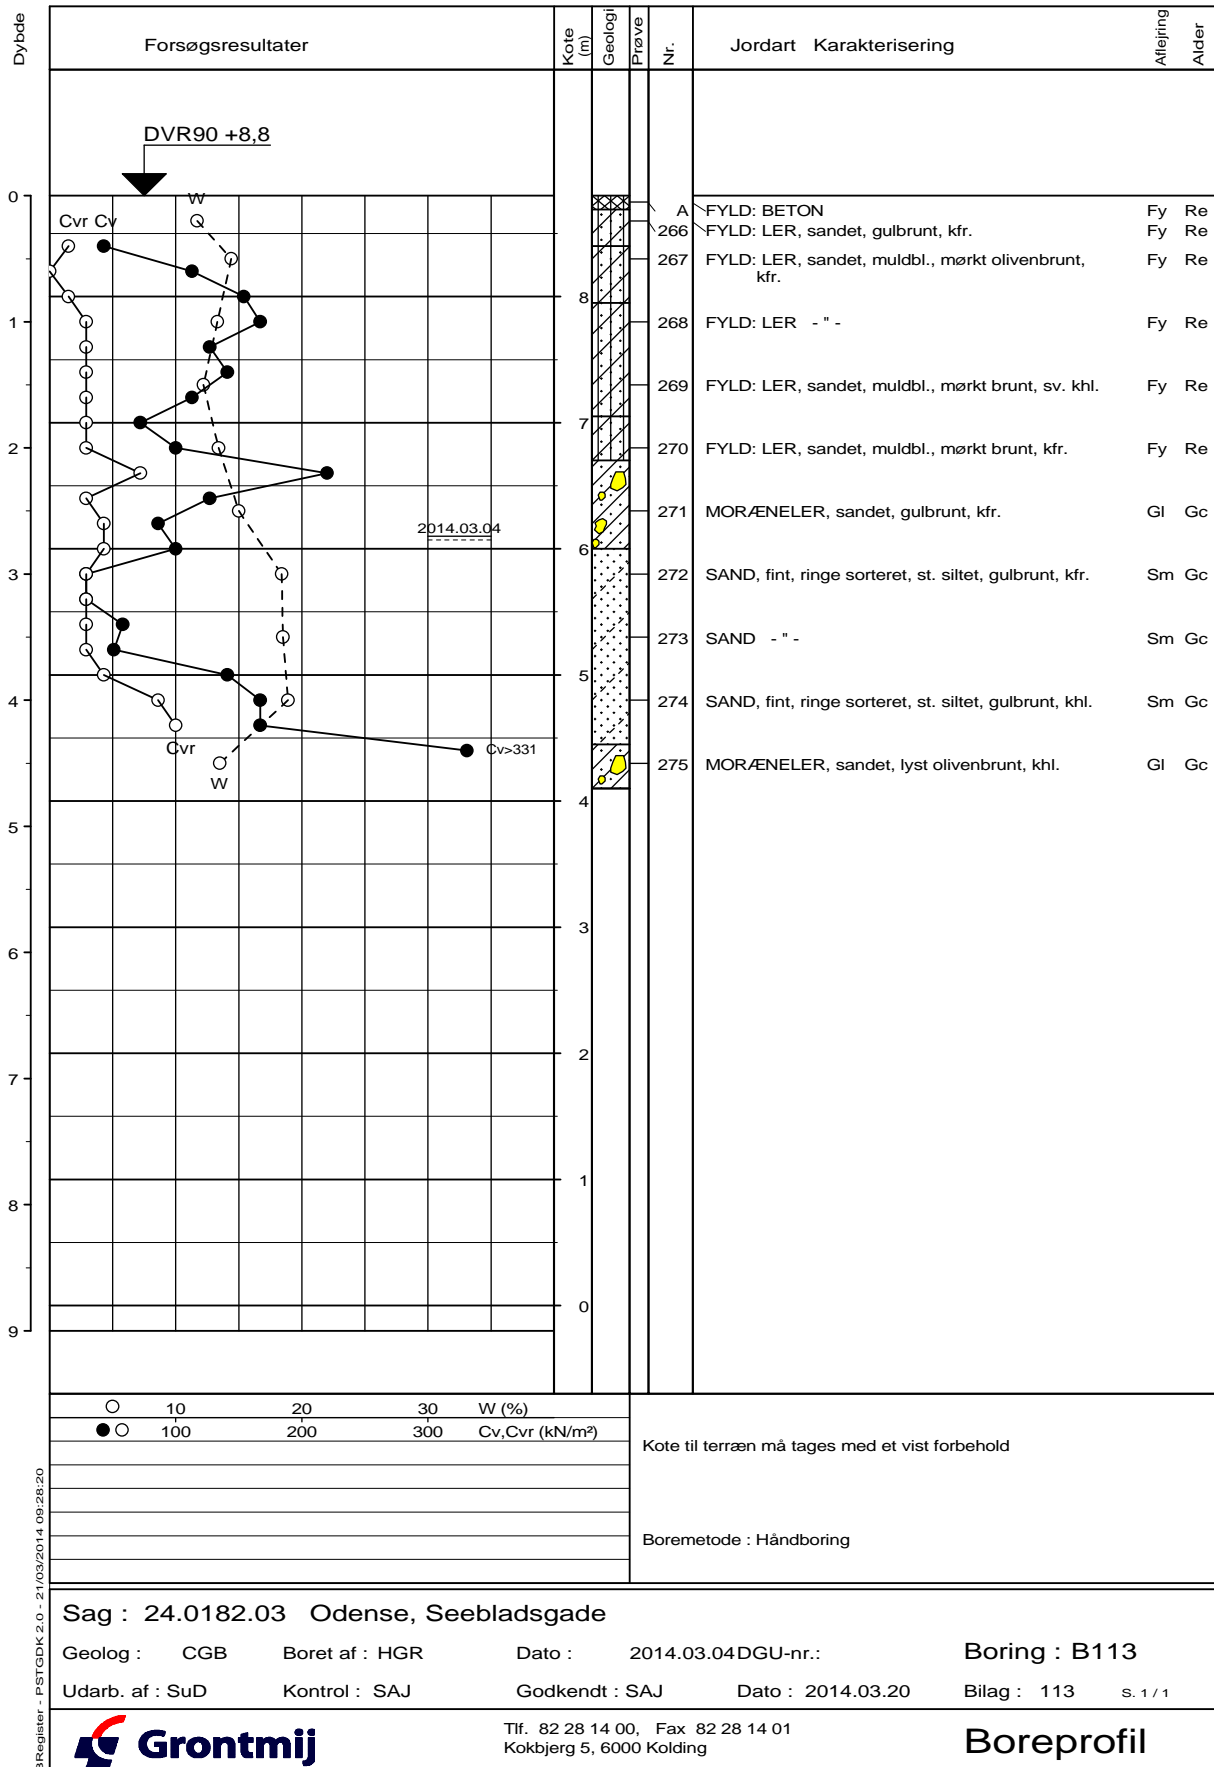 Dybde
Forsøgsresultater
Kote
(m)
Geologi
Prøve
Nr.
Jordart Karakterisering
Aflejring
Alder
DVR90 +8,8
W
Cvr Cv
0
1
2
3
4
5
6
7
8
9
8
7
6
5
4
3
2
1
0
A FYLD: BETON Fy Re
266 FYLD: LER, sandet, gulbrunt, kfr. Fy Re
267 FYLD: LER, sandet, muldbl., mørkt olivenbrunt, Fy Re
kfr.
268 FYLD: LER - " - Fy Re
269 FYLD: LER, sandet, muldbl., mørkt brunt, sv. khl. Fy Re
270 FYLD: LER, sandet, muldbl., mørkt brunt, kfr. Fy Re
2014.03.04
271 MORÆNELER, sandet, gulbrunt, kfr. Gl Gc
272 SAND, fint, ringe sorteret, st. siltet, gulbrunt, kfr. Sm Gc
273 SAND - " - Sm Gc
274 SAND, fint, ringe sorteret, st. siltet, gulbrunt, khl. Sm Gc
Cvr
Cv>331
W
275 MORÆNELER, sandet, lyst olivenbrunt, khl. Gl Gc
10 20 30 W (%)
100 200 300 Cv,Cvr (kN/m²)
Kote til terræn må tages med et vist forbehold
Boremetode : Håndboring
BRegister - PSTGDK 2.0 - 21/03/2014 09:28:20
Sag : 24.0182.03 Odense, Seebladsgade
Geolog : CGB Boret af : HGR Dato : 2014.03.04 DGU-nr.: Boring : B113
Udarb. af : SuD Kontrol : SAJ Godkendt : SAJ Dato : 2014.03.20 Bilag : 113 S. 1 / 1
Grontmij
Tlf. 82 28 14 00, Fax 82 28 14 01
Kokbjerg 5, 6000 Kolding
Boreprofil